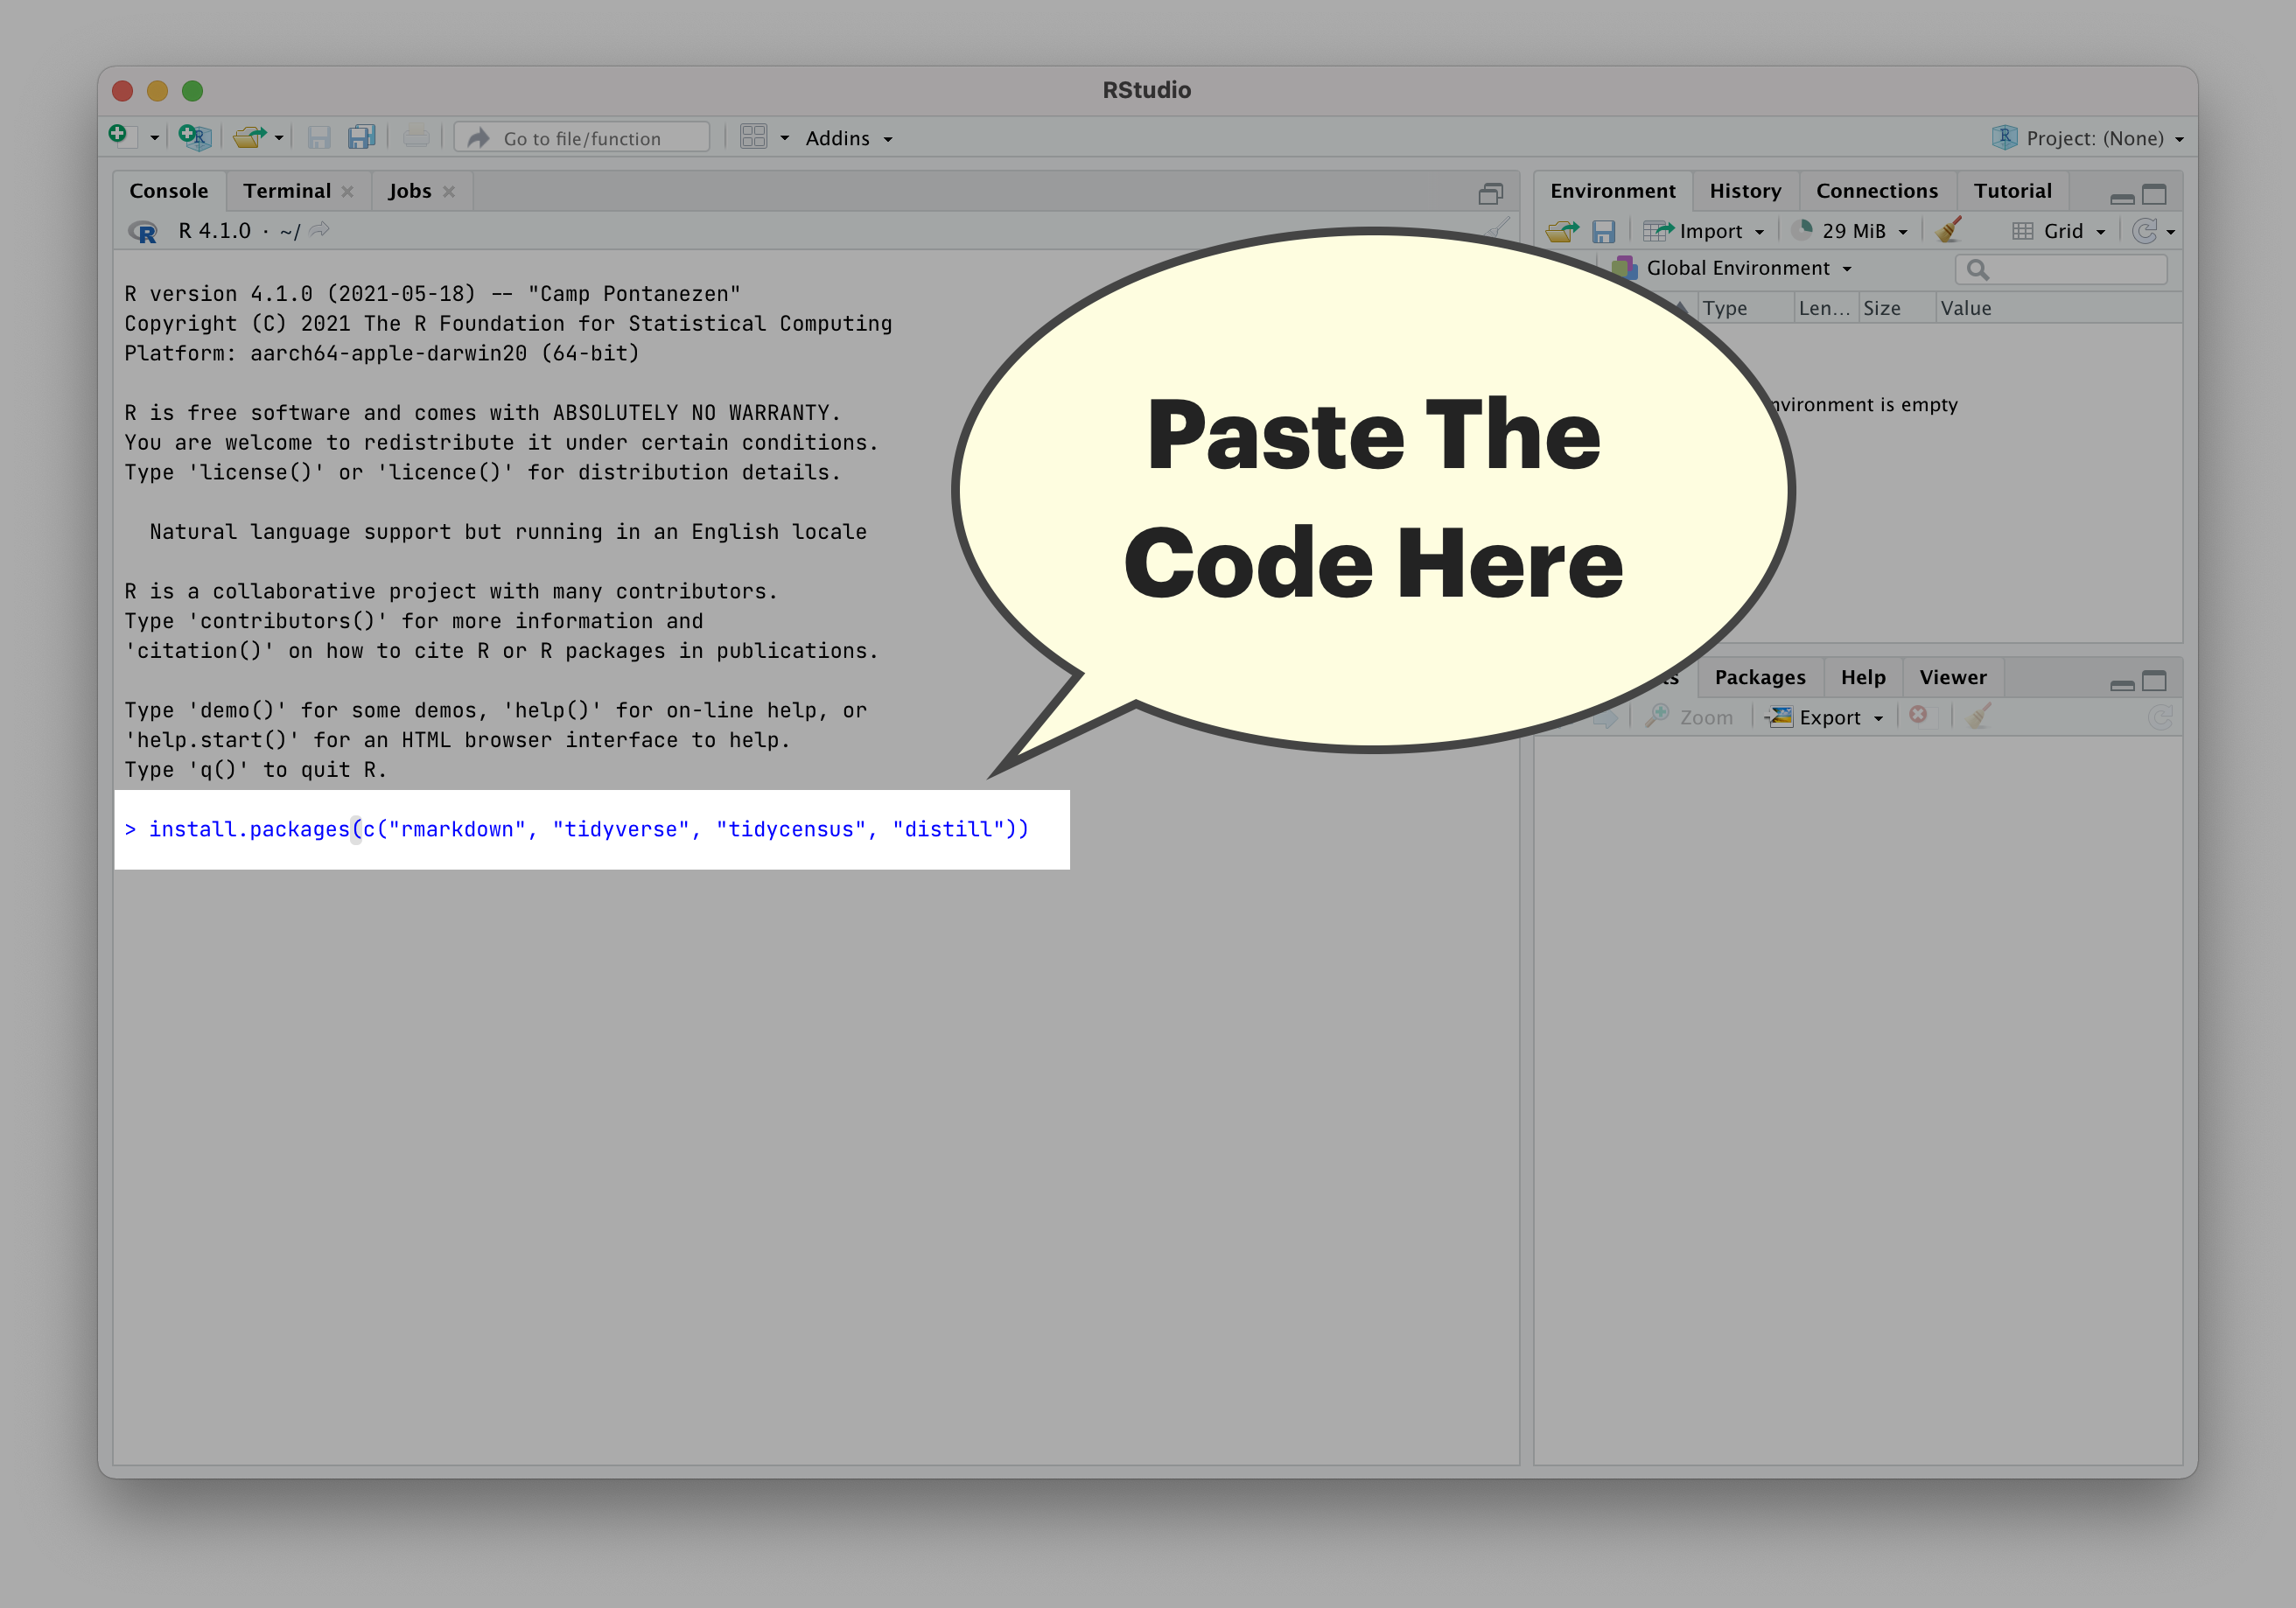 RStudio
Go to file/function
Addins
Project: (None)
Console
Terminal
Jobs
R 4.1.0 · ~/
R version 4.1.0 (2021-05-18) -- "Camp Pontanezen"
Copyright (C) 2021 The R Foundation for Statistical Computing
Platform: aarch64-apple-darwin20 (64-bit)
R is free software and comes with ABSOLUTELY NO WARRANTY.
You are welcome to redistribute it under certain conditions.
Type 'license()' or 'licence()' for distribution details.
Natural language support but running in an English locale
R is a collaborative project with many contributors.
Type 'contributors()' for more information and
'citation()' on how to cite R or R packages in publications.
Type 'demo()' for some demos, 'help()' for on-line help, or
'help.start()' for an HTML browser interface to help.
Type 'q()' to quit R.
> install.packages(c("rmarkdown", "tidyverse", "tidycensus", "distill"))
Paste The
Code Here
Environment
History
Connections
Tutorial
Import
29 MiB
Grid
Global Environment
Type
Len...
Size
Value
is empty
Packages
Help
Viewer
Zoom
Export